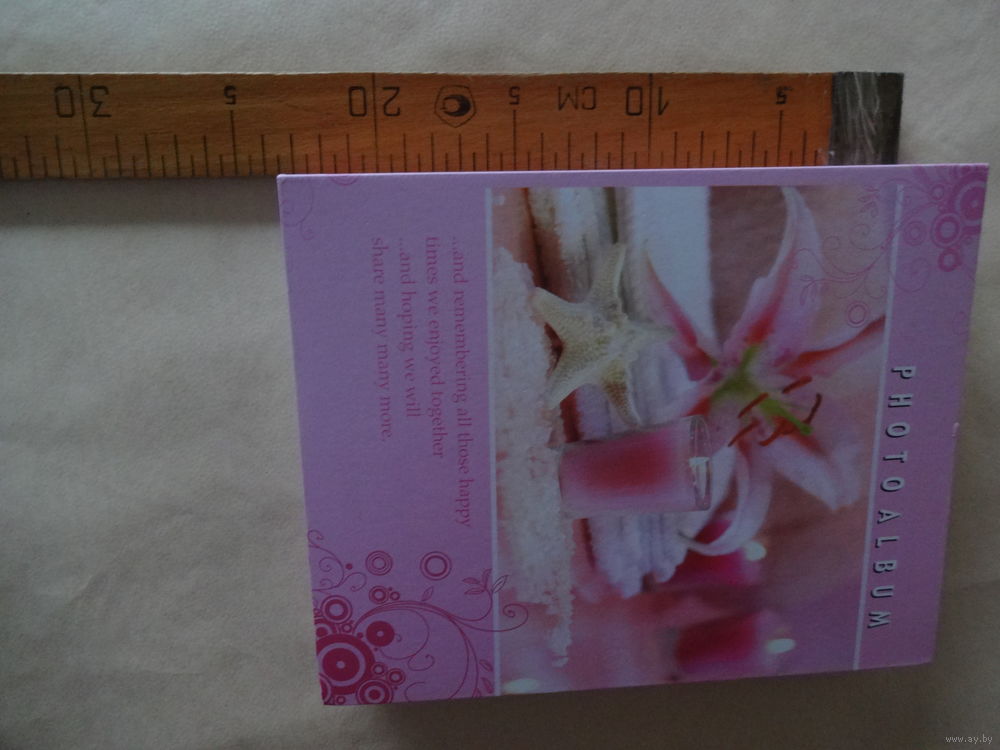 30 5 20 5 CM 10 5
PHOTOALBUM
...and remembering all those happy
times we enjoyed together
...and hoping we will
share many many more.
www.ay.by